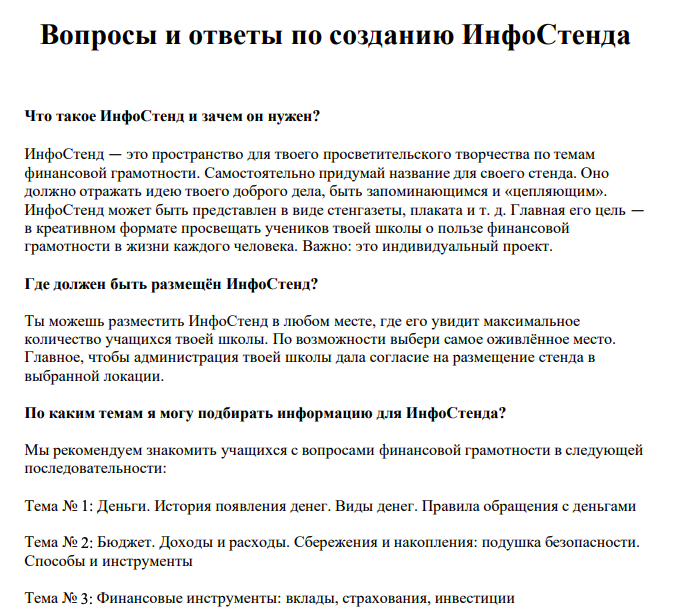 Вопросы и ответы по созданию ИнфоСтенда
Что такое ИнфоСтенд и зачем он нужен?
ИнфоСтенд — это пространство для твоего просветительского творчества по темам
финансовой грамотности. Самостоятельно придумай название для своего стенда. Оно
должно отражать идею твоего доброго дела, быть запоминающимся и «цепляющим».
ИнфоСтенд может быть представлен в виде стенгазеты, плаката и т. д. Главная его цель —
в креативном формате просвещать учеников твоей школы о пользе финансовой
грамотности в жизни каждого человека. Важно: это индивидуальный проект.
Где должен быть размещён ИнфоСтенд?
Ты можешь разместить ИнфоСтенд в любом месте, где его увидит максимальное
количество учащихся твоей школы. По возможности выбери самое оживлённое место.
Главное, чтобы администрация твоей школы дала согласие на размещение стенда в
выбранной локации.
По каким темам я могу подбирать информацию для ИнфоСтенда?
Мы рекомендуем знакомить учащихся с вопросами финансовой грамотности в следующей
последовательности:
Тема № 1: Деньги. История появления денег. Виды денег. Правила обращения с деньгами
Тема № 2: Бюджет. Доходы и расходы. Сбережения и накопления: подушка безопасности.
Способы и инструменты
Тема № 3: Финансовые инструменты: вклады, страхования, инвестиции